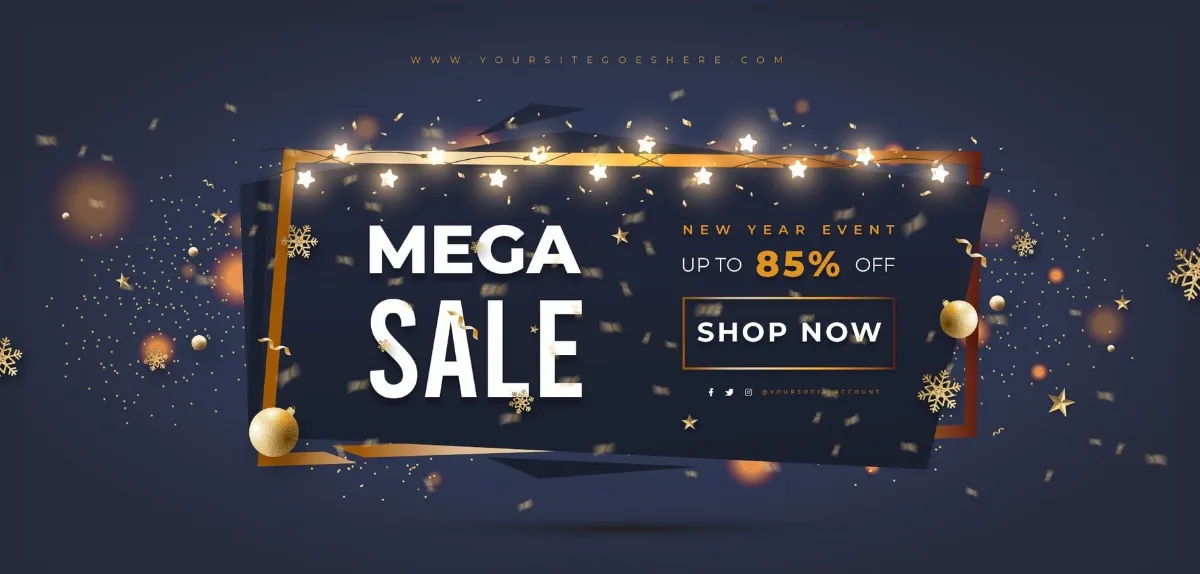 WWW.YOURSITEGOESHERE.COM
MEGA
SALE
NEW YEAR EVENT
UP TO 85% OFF
SHOP NOW
@YOURSOCIALACCOUNT